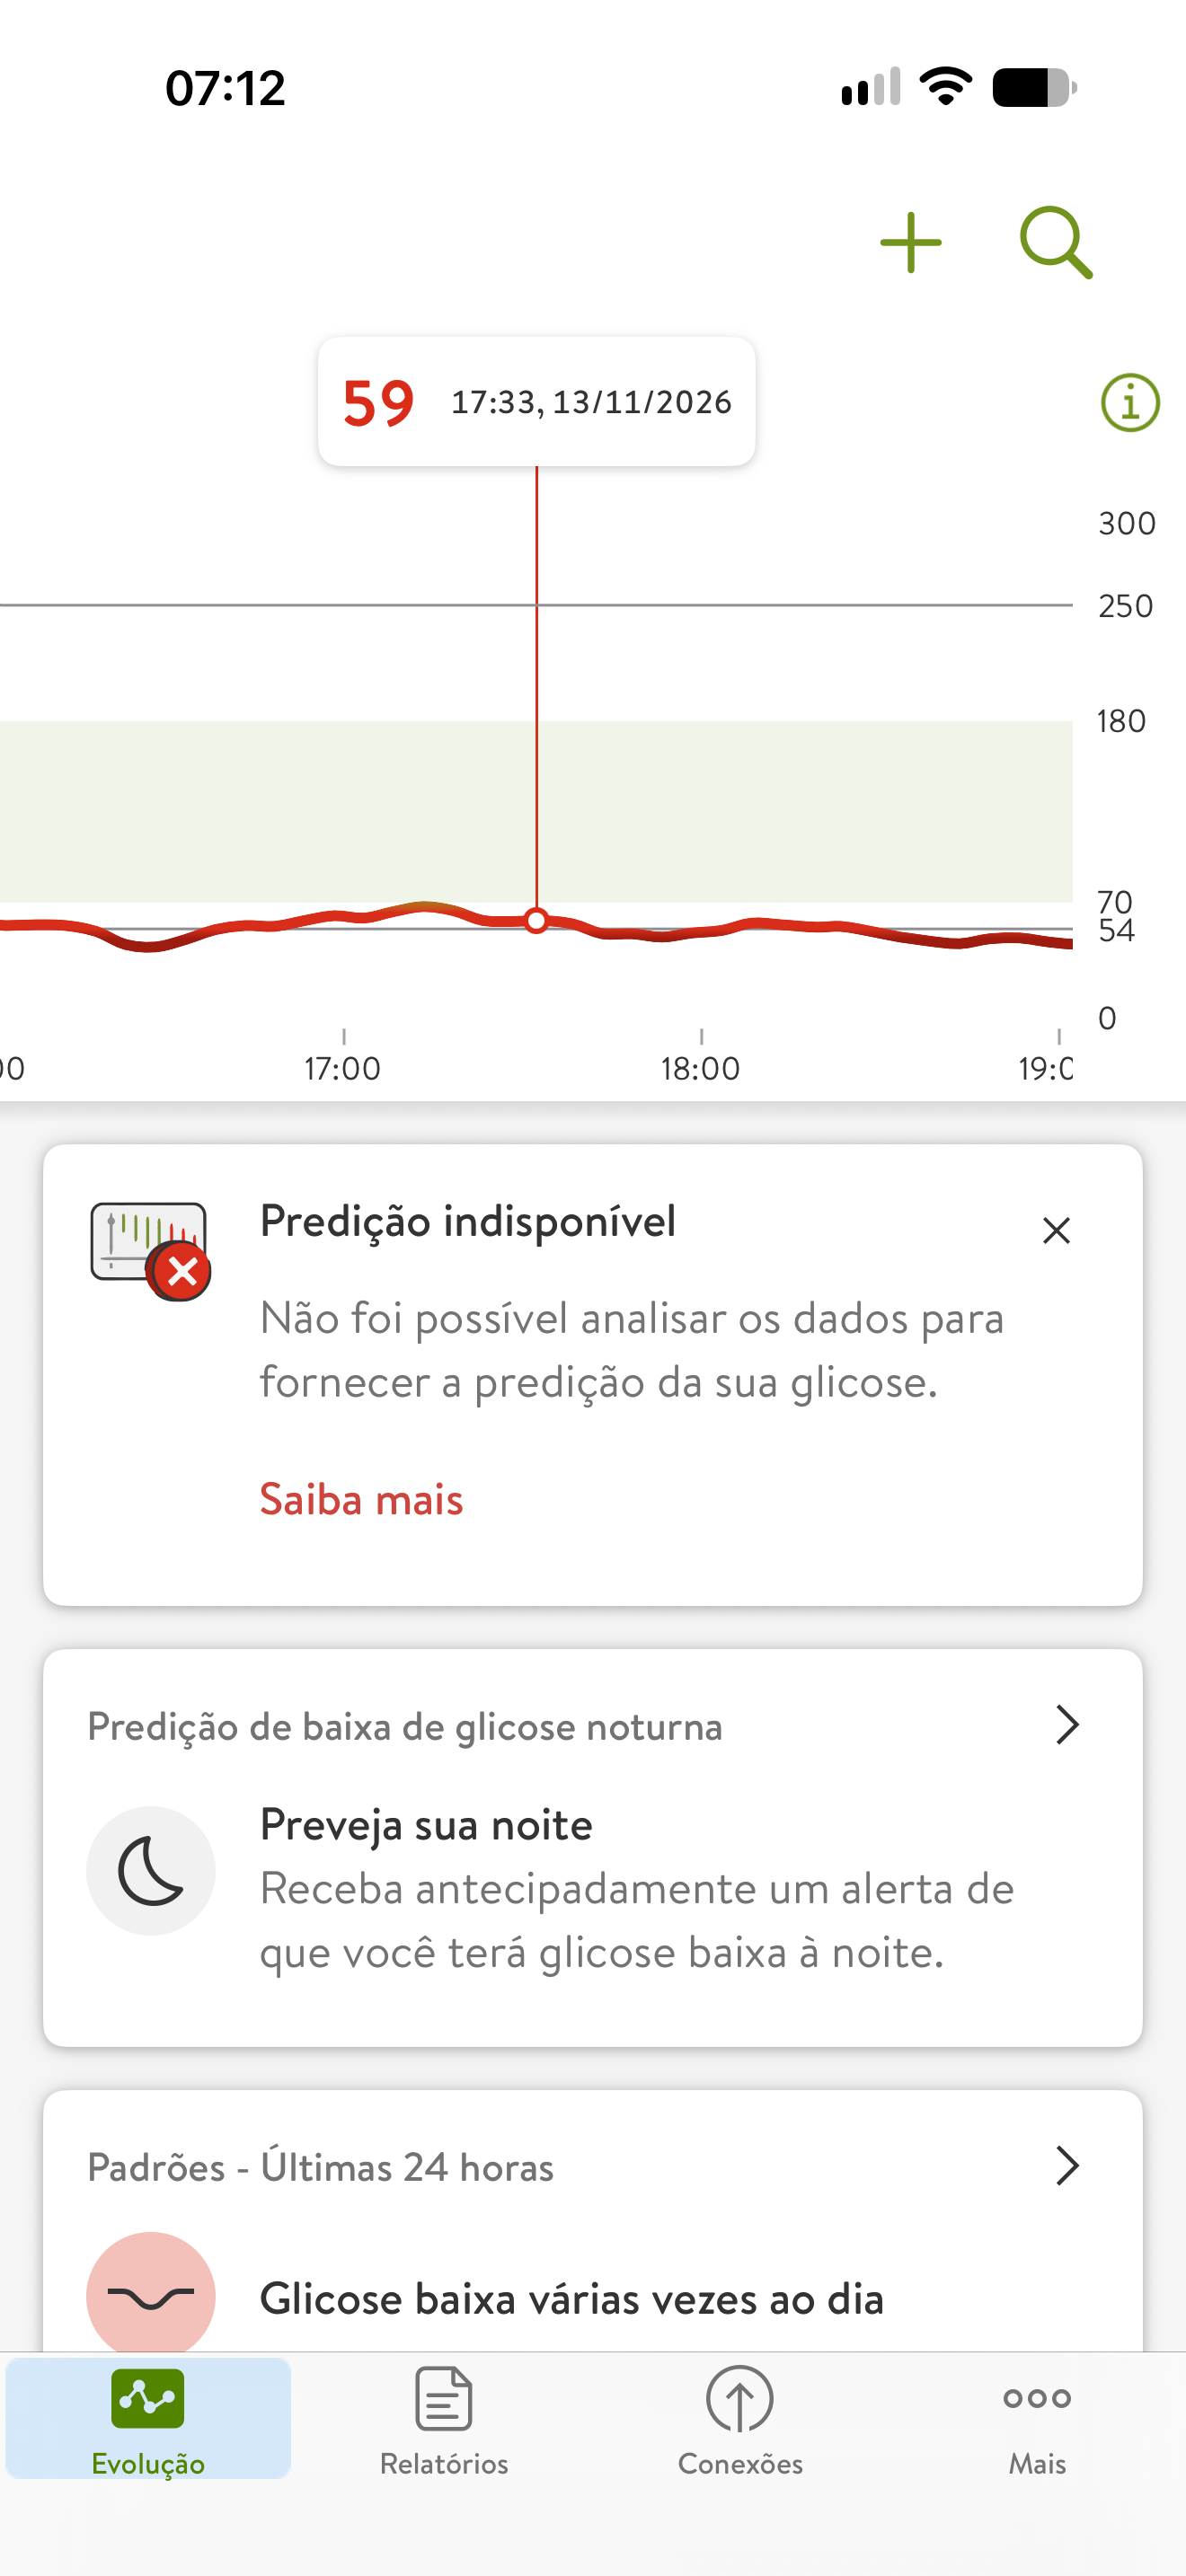 07:12
59 17:33, 13/11/2026
300
250
180
70
54
0
00 17:00 18:00 19:0
Predição indisponível
Não foi possível analisar os dados para
fornecer a predição da sua glicose.
Saiba mais
Predição de baixa de glicose noturna
Preveja sua noite
Receba antecipadamente um alerta de
que você terá glicose baixa à noite.
Padrões - Últimas 24 horas
Glicose baixa várias vezes ao dia
Evolução Relatórios Conexões Mais